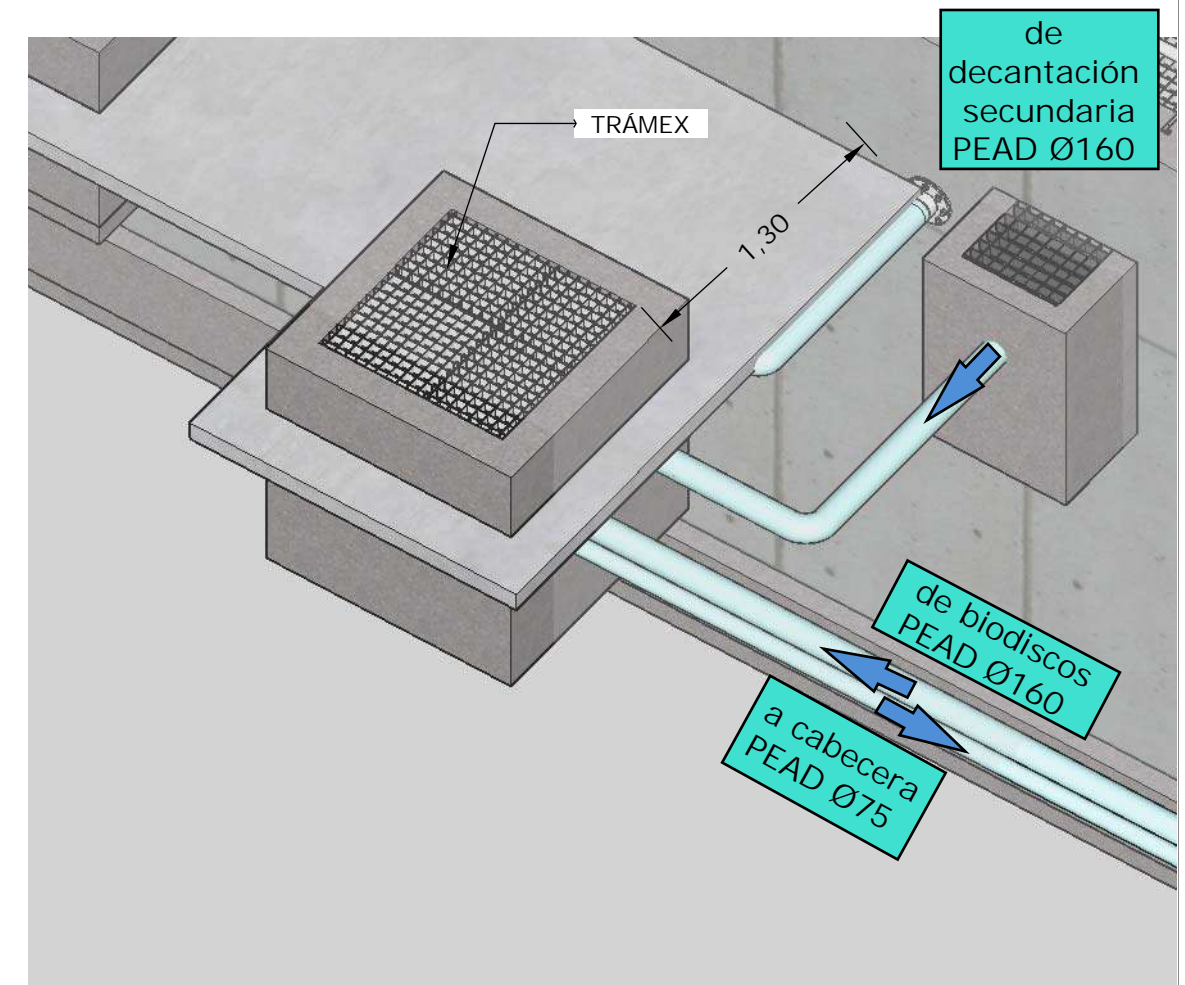 de
decantación
secundaria
PEAD Ø160
TRÁMEX
1,30
de biodiscos
PEAD Ø160
a cabecera
PEAD Ø75